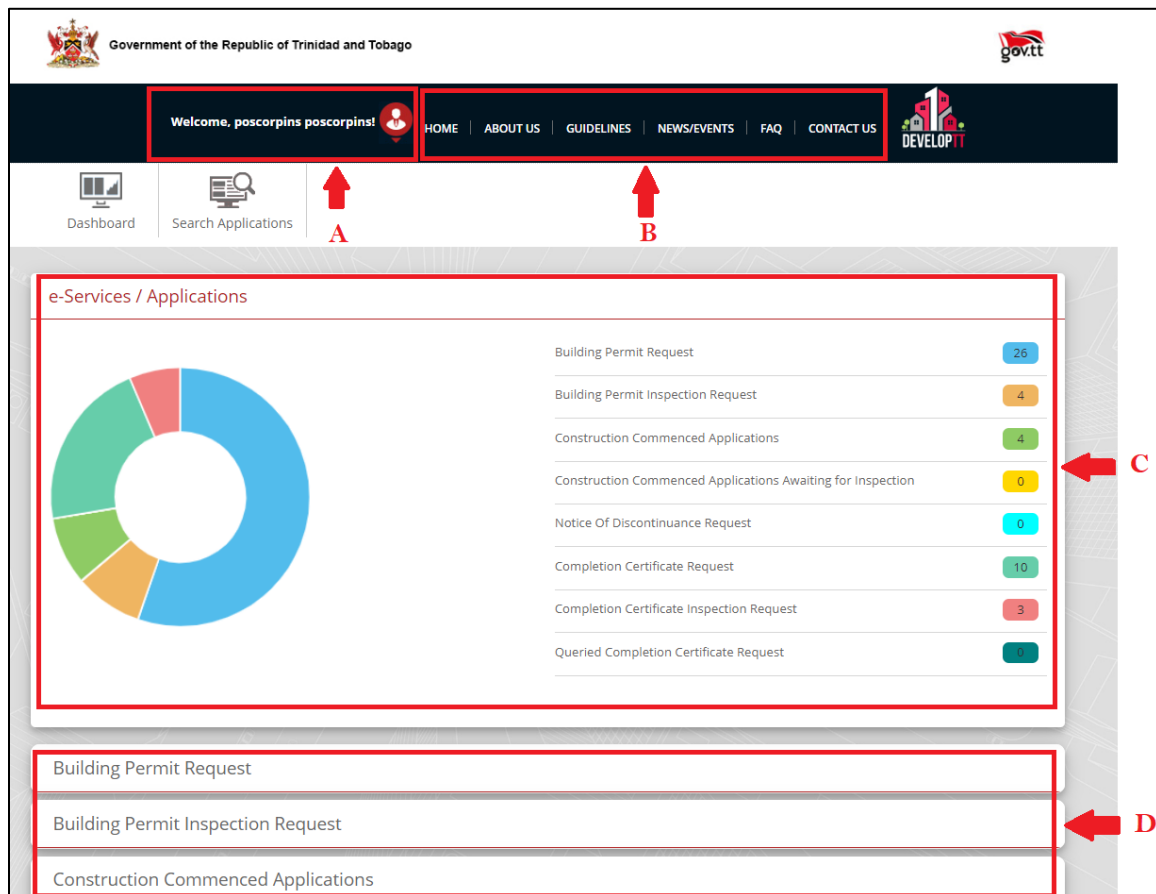 Government of the Republic of Trinidad and Tobago
gov.tt
Welcome, poscorpins poscorpins!
HOME | ABOUT US | GUIDELINES | NEWS/EVENTS | FAQ | CONTACT US
DEVELOPTT
Dashboard
Search Applications
A
B
e-Services / Applications
Building Permit Request 26
Building Permit Inspection Request 4
Construction Commenced Applications 4
C
Construction Commenced Applications Awaiting for Inspection 0
Notice Of Discontinuance Request 0
Completion Certificate Request 10
Completion Certificate Inspection Request 3
Queried Completion Certificate Request 0
Building Permit Request
Building Permit Inspection Request
D
Construction Commenced Applications